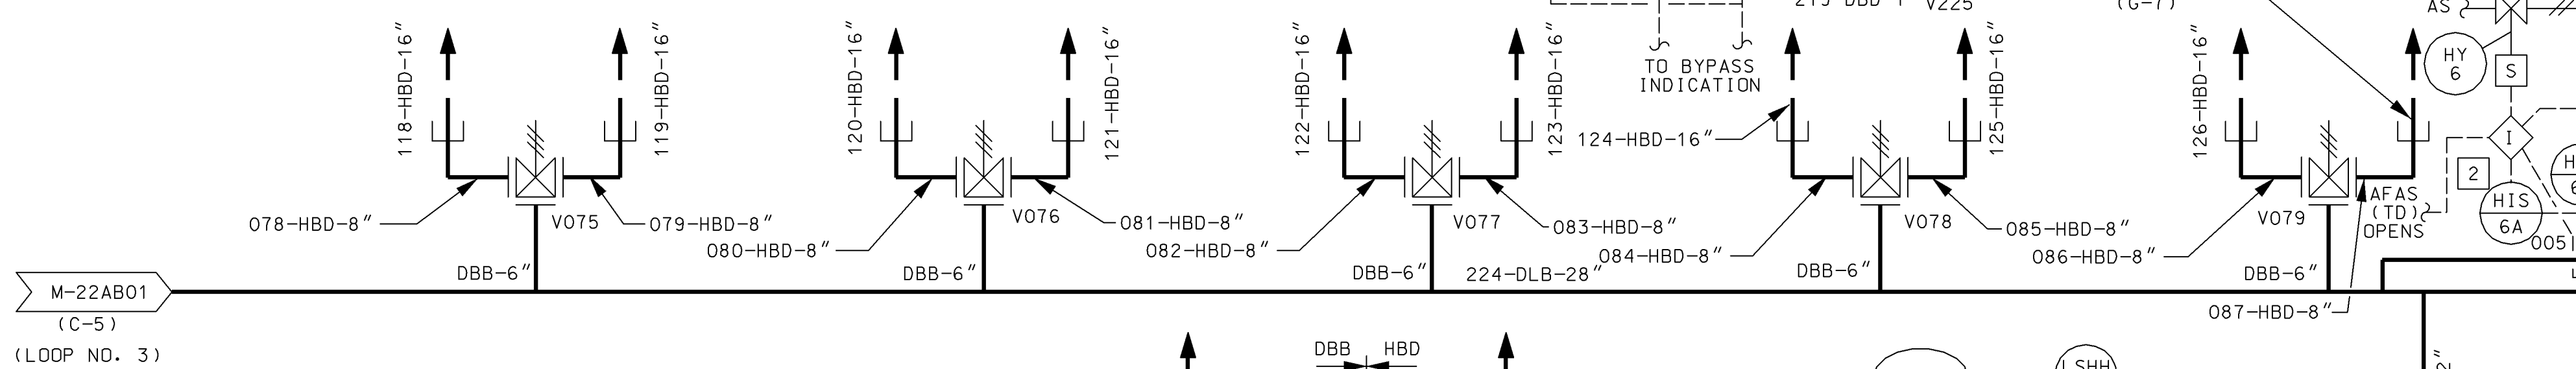 118-HBD-16"
119-HBD-16"
120-HBD-16"
121-HBD-16"
122-HBD-16"
123-HBD-16"
TO BYPASS
INDICATION
V225
(G-7)
124-HBD-16"
125-HBD-16"
126-HBD-16"
AS
HY
6
S
I
2
HIS
6A
AFAS
(TD)
OPENS
005
078-HBD-8"
V075
079-HBD-8"
080-HBD-8"
V076
081-HBD-8"
082-HBD-8"
V077
083-HBD-8"
084-HBD-8"
V078
085-HBD-8"
086-HBD-8"
V079
087-HBD-8"
DBB-6"
DBB-6"
DBB-6"
224-DLB-28"
DBB-6"
DBB-6"
M-22AB01
(C-5)
(LOOP NO. 3)
DBB
HBD
LSHH